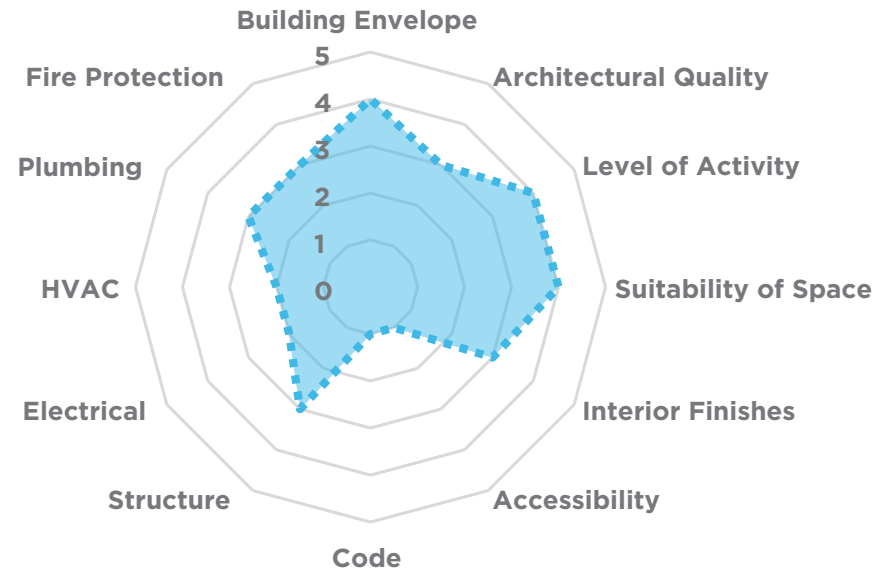 Building Envelope
5
Fire Protection
Architectural Quality
4
3
Plumbing
Level of Activity
2
1
HVAC
0
Suitability of Space
Electrical
Interior Finishes
Structure
Accessibility
Code